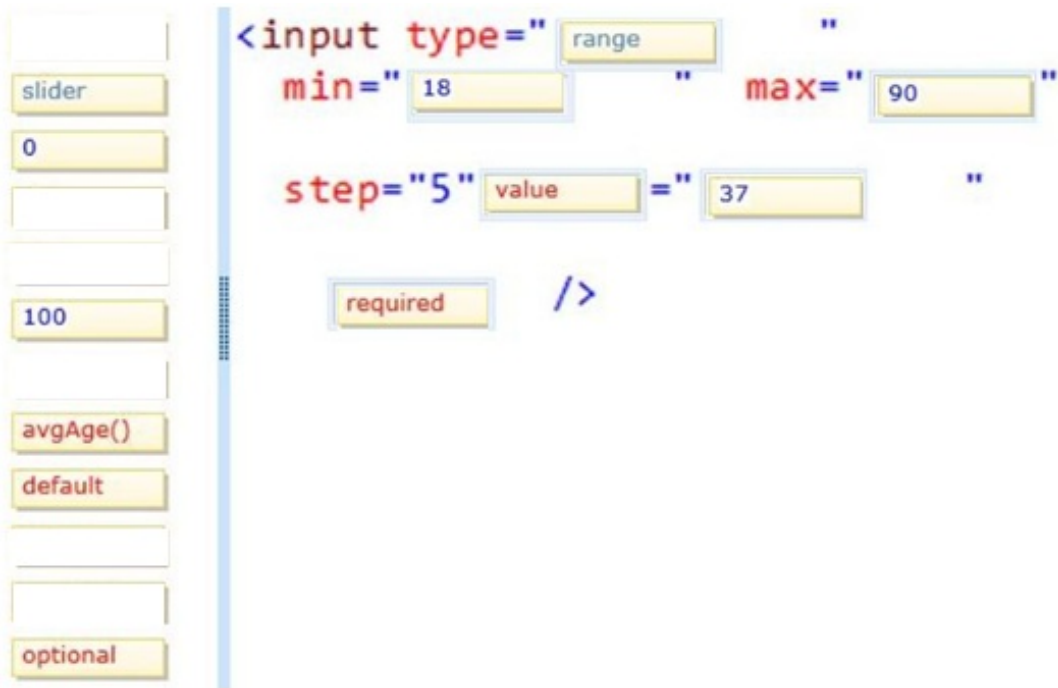 slider
0
100
avgAge()
default
optional
<input type=" range "
min=" 18 " max=" 90 "
step="5" value =" 37 "
required />